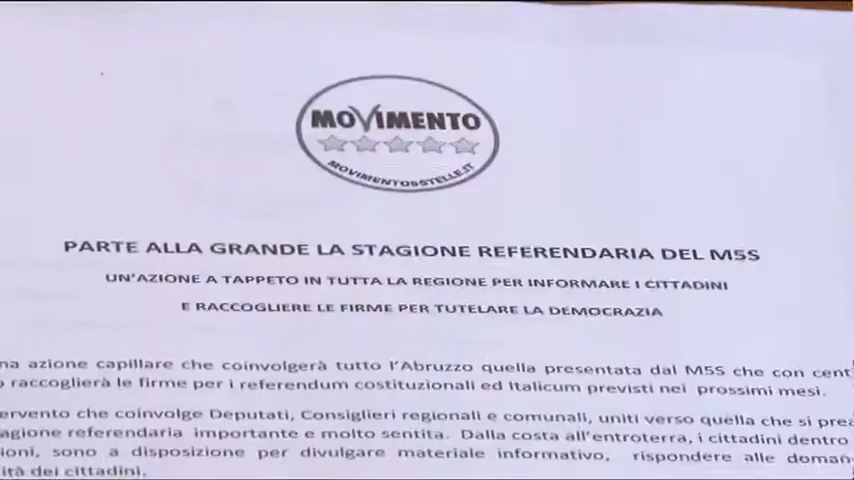 MOVIMENTO
MOVIMENTO5STELLE.IT
PARTE ALLA GRANDE LA STAGIONE REFERENDARIA DEL M5S
UN'AZIONE A TAPPETO IN TUTTA LA REGIONE PER INFORMARE I CITTADINI
E RACCOGLIERE LE FIRME PER TUTELARE LA DEMOCRAZIA
na azione capillare che coinvolgerà tutto l'Abruzzo quella presentata dal M5S che con cent
o raccoglierà le firme per i referendum costituzionali ed Italicum previsti nei prossimi mesi.
ervento che coinvolge Deputati, Consiglieri regionali e comunali, uniti verso quella che si prea
agione referendaria importante e molto sentita. Dalla costa all'entroterra, i cittadini dentro
ioni, sono a disposizione per divulgare materiale informativo, rispondere alle doman
ità dei cittadini.